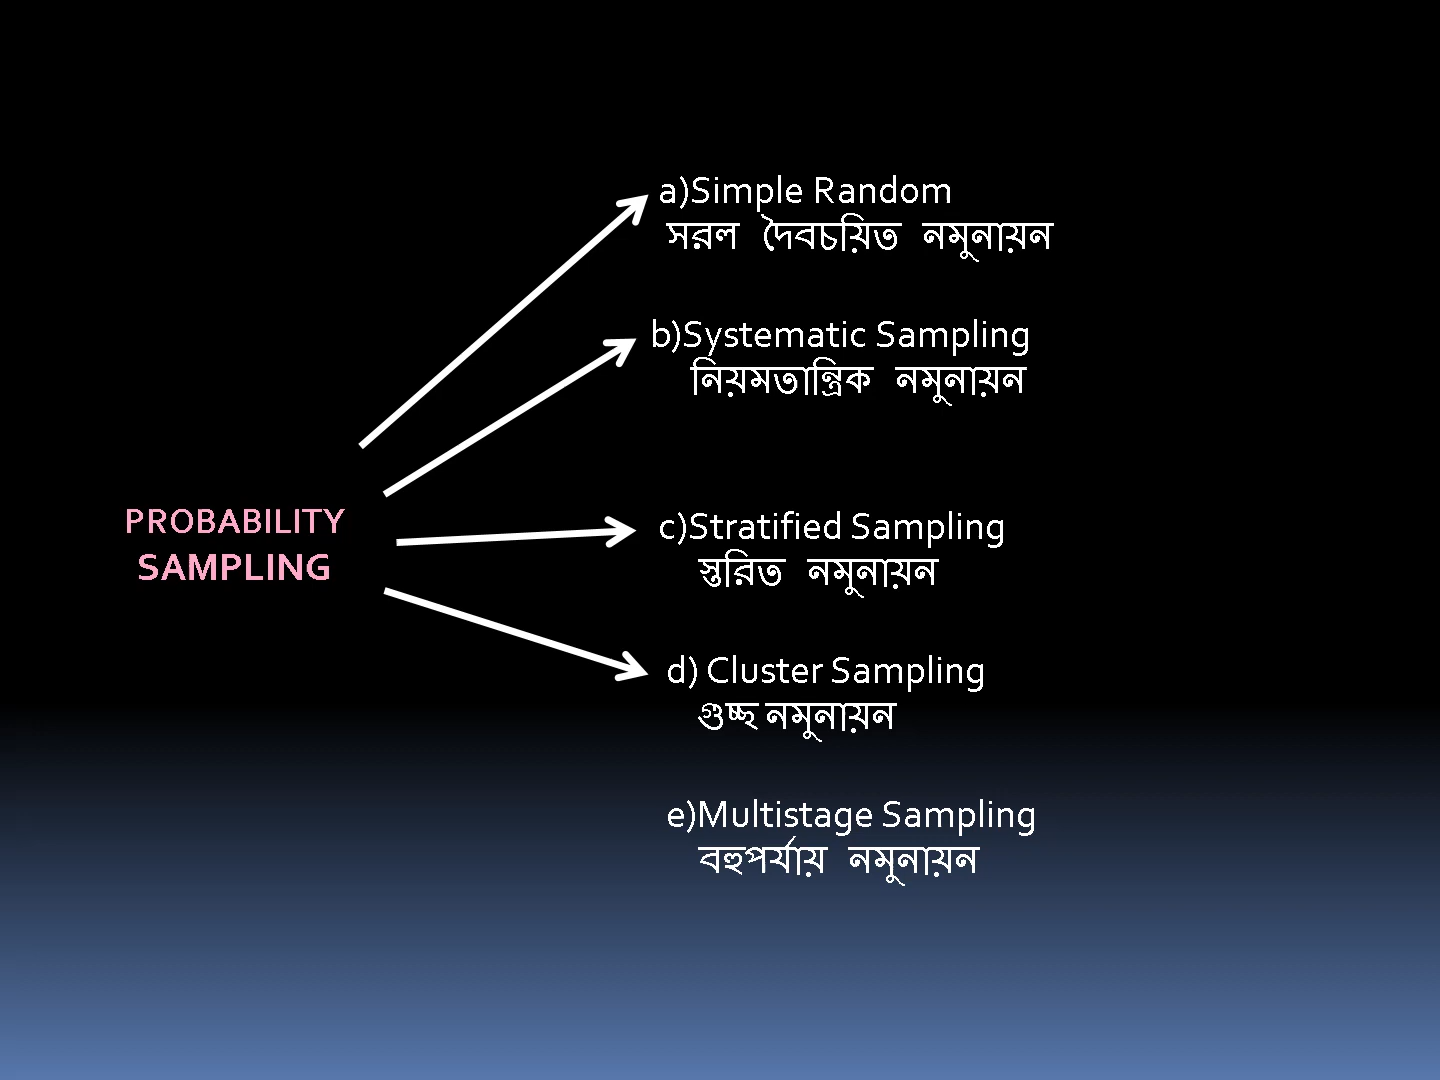 a)Simple Random
সরল দৈবচয়িত নমুনায়ন
b)Systematic Sampling
নিয়মতান্ত্রিক নমুনায়ন
PROBABILITY
SAMPLING
c)Stratified Sampling
স্তরিত নমুনায়ন
d) Cluster Sampling
গুচ্ছ নমুনায়ন
e)Multistage Sampling
বহুপর্যায় নমুনায়ন